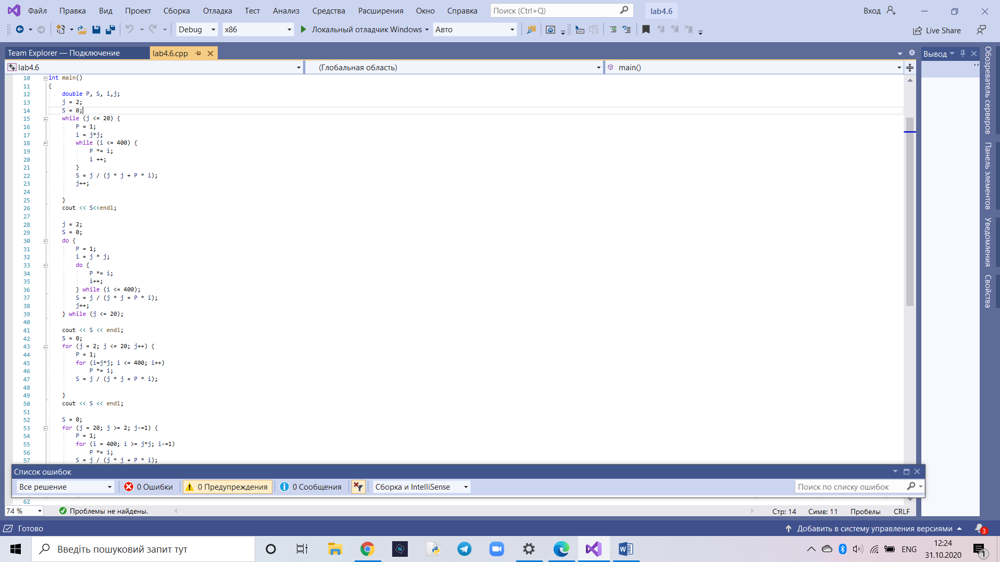 Файл Правка Вид Проект Сборка Отладка Тест Анализ Средства Расширения Окно Справка Поиск (Ctrl+Q) lab4.6 Вход
Debug x86 Локальный отладчик Windows Авто Live Share
Team Explorer — Подключение lab4.6.cpp Вывод
lab4.6 (Глобальная область) main()
10 int main()
11 {
12 double P, S, i,j;
13 j = 2;
14 S = 0;
15 while (j <= 20) {
16 P = 1;
17 i = j*j;
18 while (i <= 400) {
19 P *= i;
20 i ++;
21 }
22 S = j / (j * j + P * i);
23 j++;
24
25 }
26 cout << S<<endl;
27
28 j = 2;
29 S = 0;
30 do {
31 P = 1;
32 i = j * j;
33 do {
34 P *= i;
35 i++;
36 } while (i <= 400);
37 S = j / (j * j + P * i);
38 j++;
39 } while (j <= 20);
40
41 cout << S << endl;
42 S = 0;
43 for (j = 2; j <= 20; j++) {
44 P = 1;
45 for (i=j*j; i <= 400; i++)
46 P *= i;
47 S = j / (j * j + P * i);
48
49 }
50 cout << S << endl;
51
52 S = 0;
53 for (j = 20; j >= 2; j-=1) {
54 P = 1;
55 for (i = 400; i >= j*j; i-=1)
56 P *= i;
57 S = j / (j * j + P * i);
Обозреватель серверов
Панель элементов
Уведомления
Свойства
Список ошибок
Все решение 0 Ошибки 0 Предупреждения 0 Сообщения Сборка и IntelliSense Поиск по списку ошибок
62
74 % Проблемы не найдены. Стр: 14 Симв: 11 Пробелы CRLF
Готово Добавить в систему управления версиями 3
Введіть пошуковий запит тут ENG 12:24
31.10.2020 1